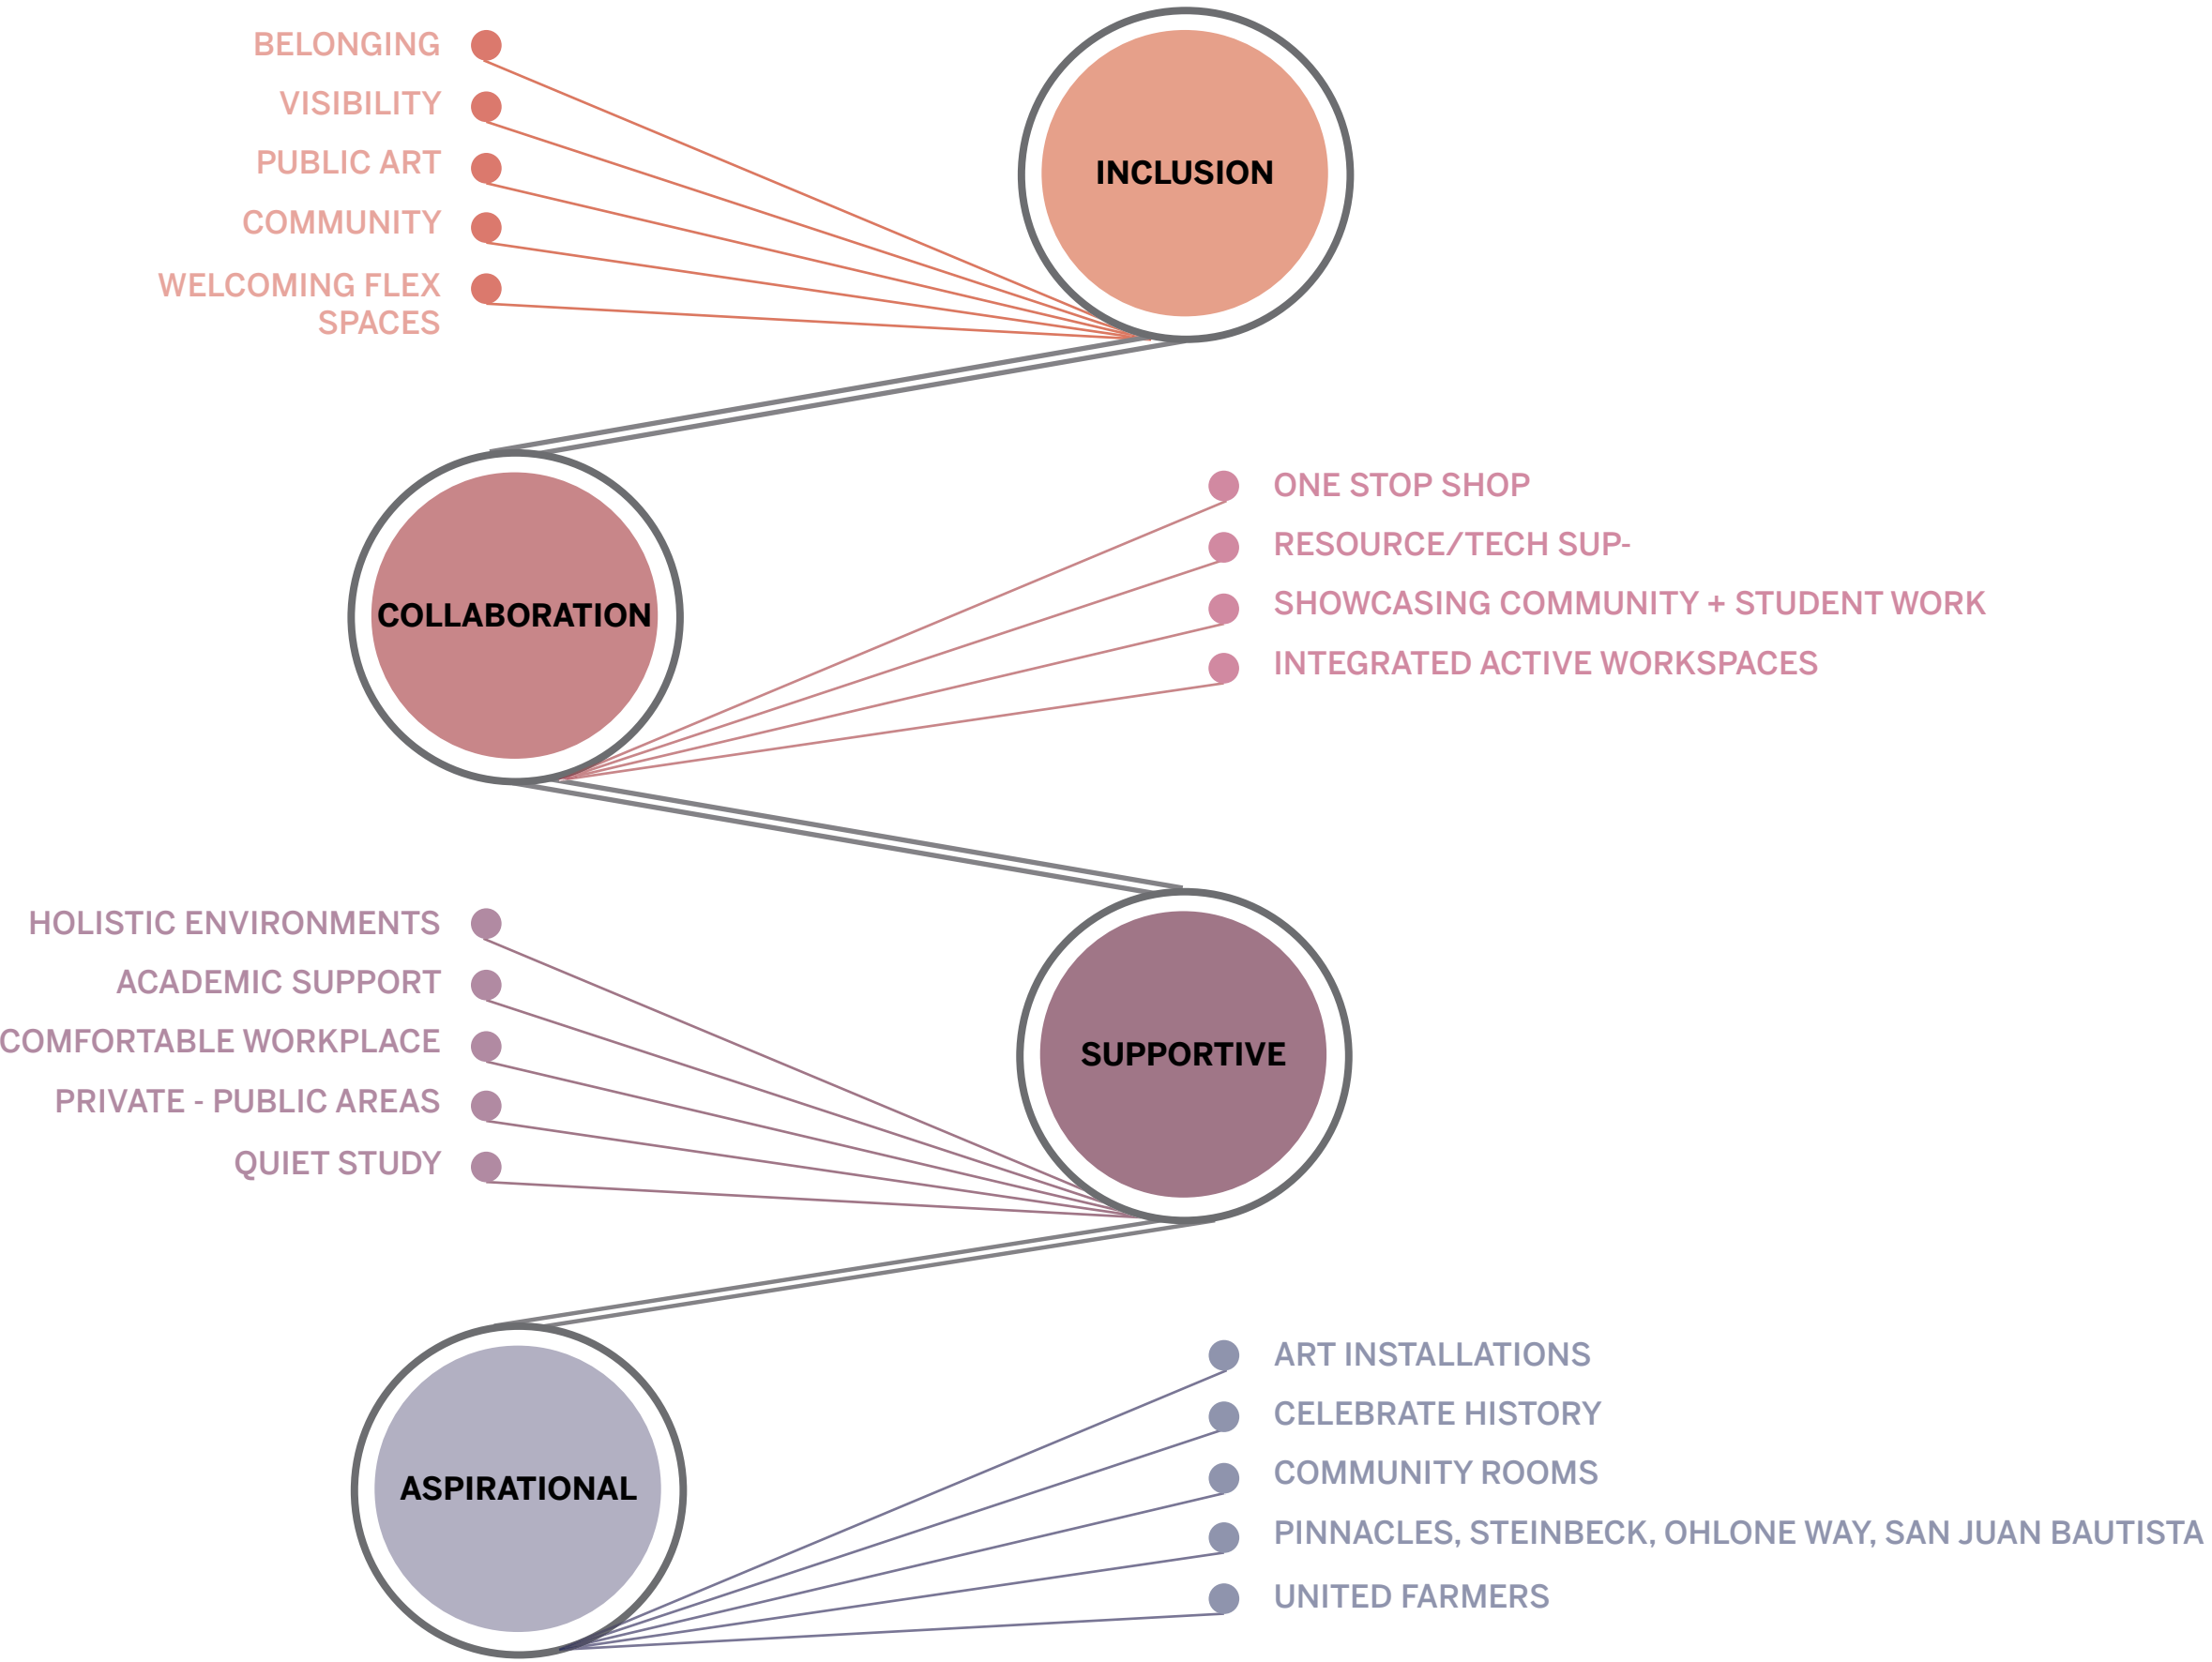 BELONGING
VISIBILITY
PUBLIC ART
COMMUNITY
WELCOMING FLEX
SPACES
INCLUSION
COLLABORATION
ONE STOP SHOP
RESOURCE/TECH SUP-
SHOWCASING COMMUNITY + STUDENT WORK
INTEGRATED ACTIVE WORKSPACES
HOLISTIC ENVIRONMENTS
ACADEMIC SUPPORT
COMFORTABLE WORKPLACE
PRIVATE - PUBLIC AREAS
QUIET STUDY
SUPPORTIVE
ASPIRATIONAL
ART INSTALLATIONS
CELEBRATE HISTORY
COMMUNITY ROOMS
PINNACLES, STEINBECK, OHLONE WAY, SAN JUAN BAUTISTA
UNITED FARMERS